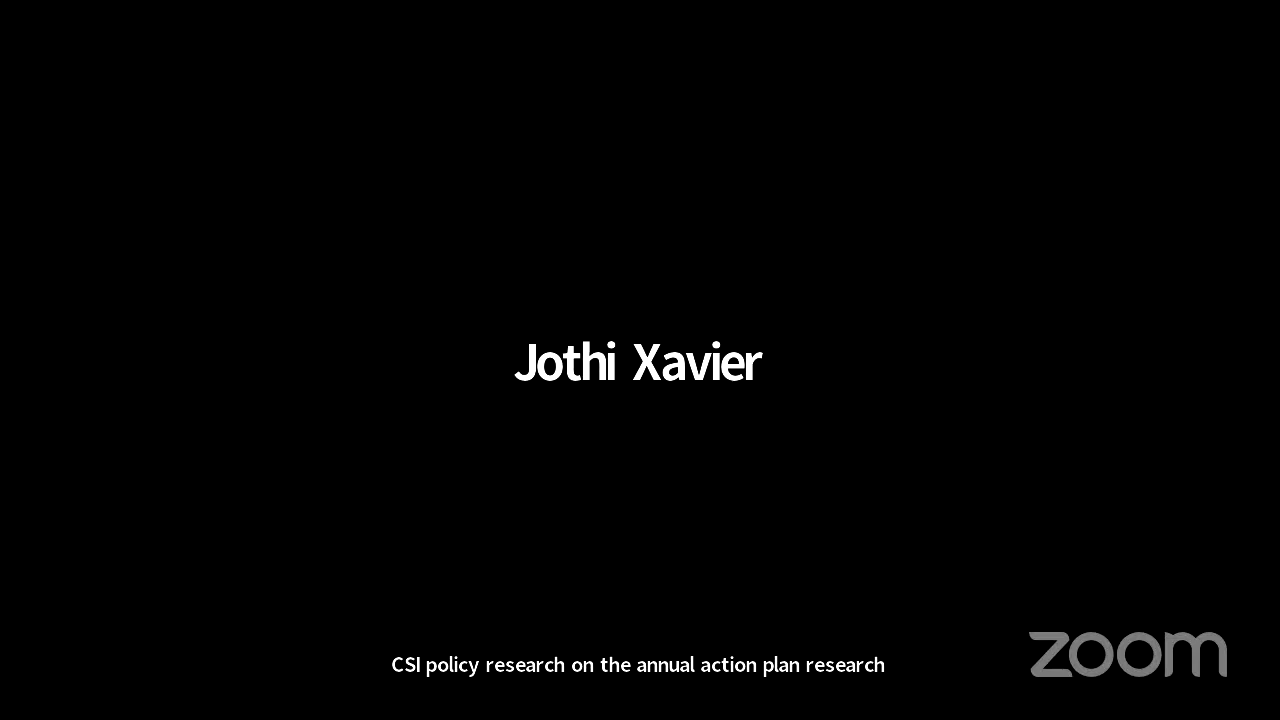 Jothi Xavier
CSI policy research on the annual action plan research
zoom